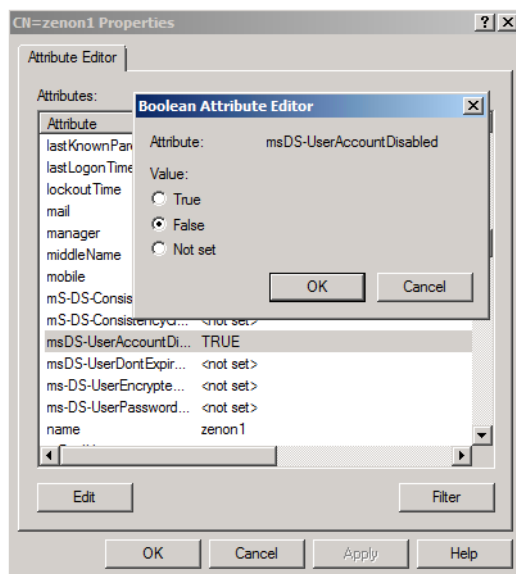 CN=zenon1 Properties
Attribute Editor
Attributes:
Attribute
lastKnownPar
lastLogonTime
lockoutTime
mail
manager
middleName
mobile
mS-DS-Consis
mS-DS-ConsistencyG... <not set>
msDS-UserAccountDi... TRUE
msDS-UserDontExpir... <not set>
ms-DS-UserEncrypte... <not set>
ms-DS-UserPassword... <not set>
name zenon1
Boolean Attribute Editor
Attribute: msDS-UserAccountDisabled
Value:
True
False
Not set
OK Cancel
Edit Filter
OK Cancel Apply Help